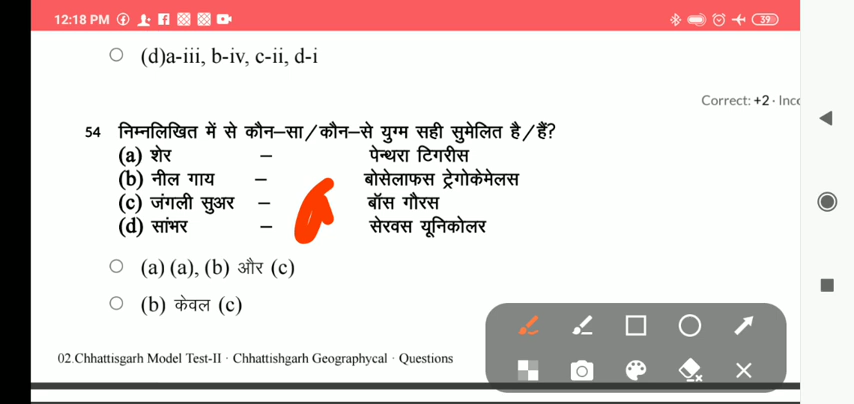 12:18 PM
39
(d)a-iii, b-iv, c-ii, d-i
Correct: +2 · Inco
54 निम्नलिखित में से कौन–सा/कौन–से युग्म सही सुमेलित है/हैं?
(a) शेर – पेन्थरा टिगरीस
(b) नील गाय – बोसेलाफस ट्रेगोकेमेलस
(c) जंगली सुअर – बॉस गौरस
(d) सांभर – सेरवस यूनिकोलर
(a) (a), (b) और (c)
(b) केवल (c)
02.Chhattisgarh Model Test-II · Chhattishgarh Geographycal · Questions